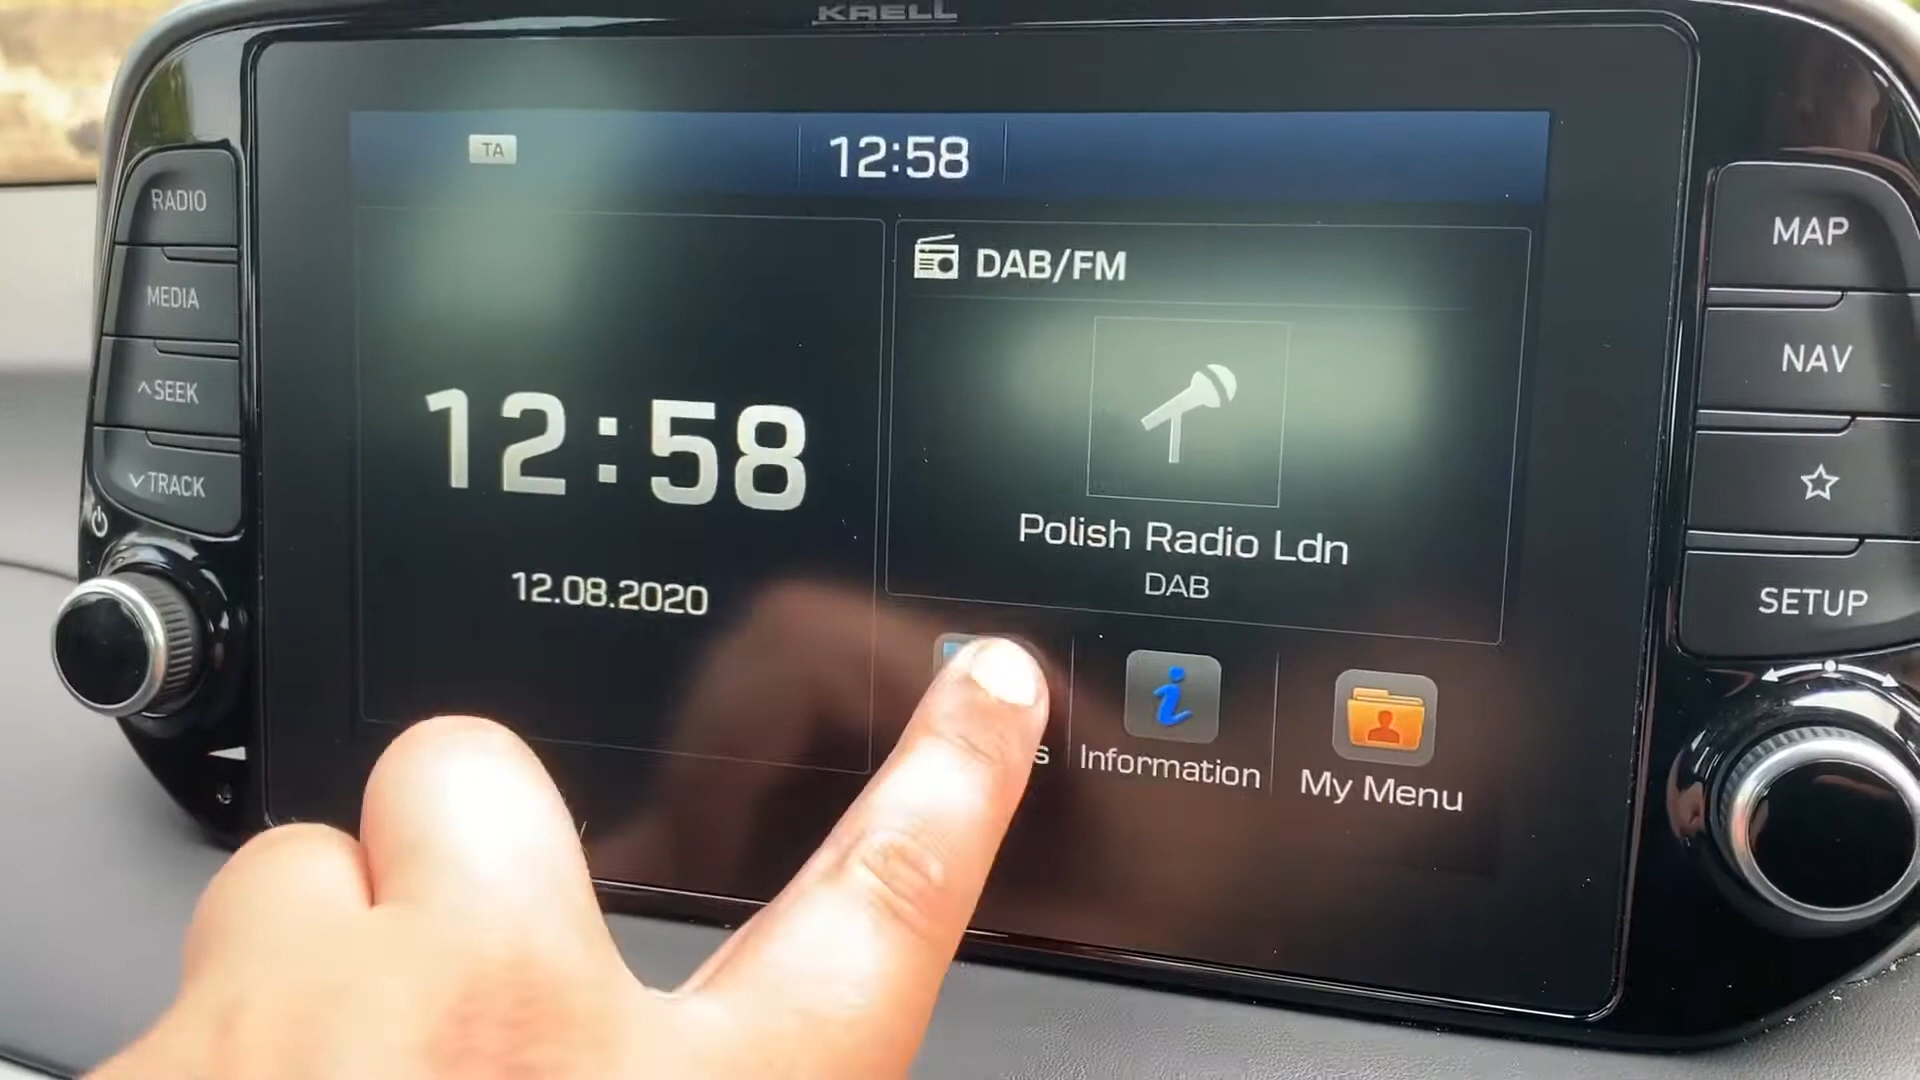 KRELL
TA
12:58
RADIO
MEDIA
SEEK
TRACK
12:58
12.08.2020
DAB/FM
Polish Radio Ldn
DAB
Information
My Menu
MAP
NAV
SETUP